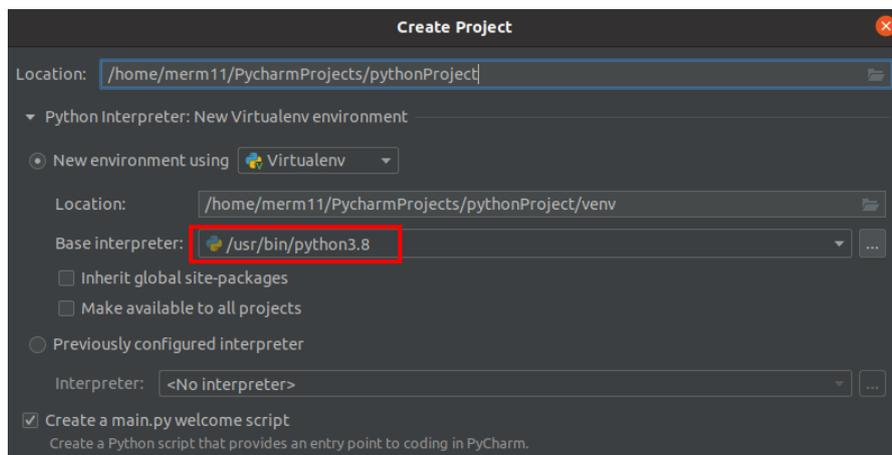 Create Project
Location: /home/merm11/PycharmProjects/pythonProject
Python Interpreter: New Virtualenv environment
New environment using Virtualenv
Location: /home/merm11/PycharmProjects/pythonProject/venv
Base interpreter: /usr/bin/python3.8 ...
Inherit global site-packages
Make available to all projects
Previously configured interpreter
Interpreter: <No interpreter> ...
Create a main.py welcome script
Create a Python script that provides an entry point to coding in PyCharm.